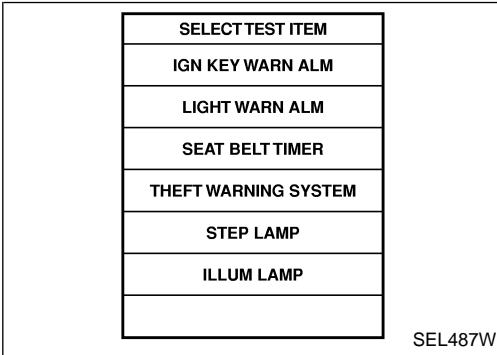 SELECT TEST ITEM
IGN KEY WARN ALM
LIGHT WARN ALM
SEAT BELT TIMER
THEFT WARNING SYSTEM
STEP LAMP
ILLUM LAMP
SEL487W